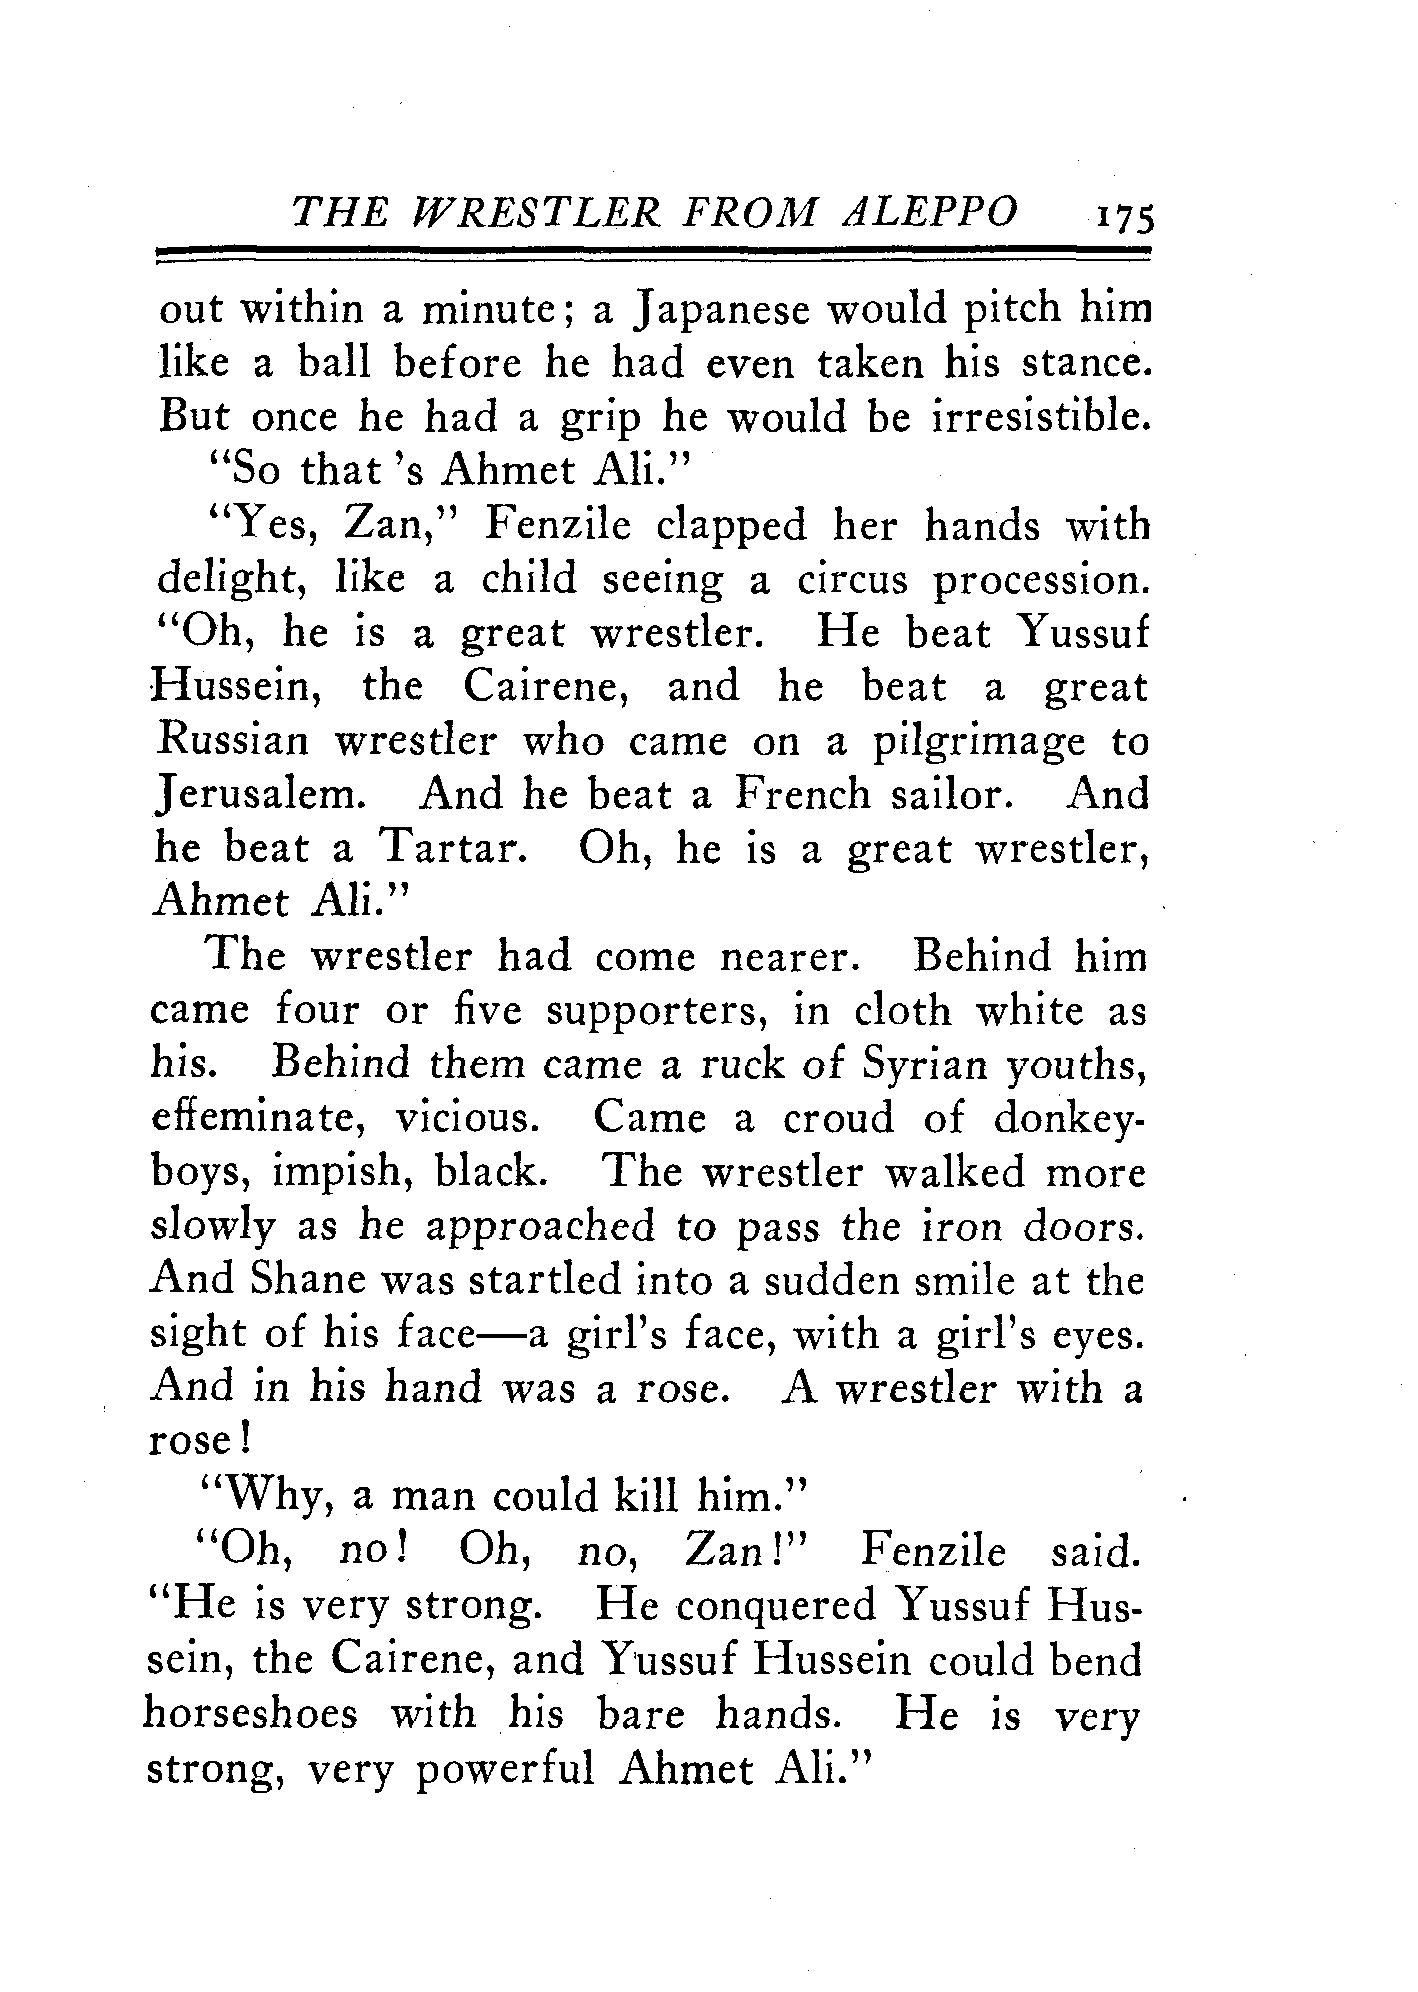 THE WRESTLER FROM ALEPPO 175
out within a minute; a Japanese would pitch him
like a ball before he had even taken his stance.
But once he had a grip he would be irresistible.
"So that 's Ahmet Ali."
"Yes, Zan," Fenzile clapped her hands with
delight, like a child seeing a circus procession.
"Oh, he is a great wrestler. He beat Yussuf
Hussein, the Cairene, and he beat a great
Russian wrestler who came on a pilgrimage to
Jerusalem. And he beat a French sailor. And
he beat a Tartar. Oh, he is a great wrestler,
Ahmet Ali."
The wrestler had come nearer. Behind him
came four or five supporters, in cloth white as
his. Behind them came a ruck of Syrian youths,
effeminate, vicious. Came a croud of donkey-
boys, impish, black. The wrestler walked more
slowly as he approached to pass the iron doors.
And Shane was startled into a sudden smile at the
sight of his face—a girl's face, with a girl's eyes.
And in his hand was a rose. A wrestler with a
rose!
"Why, a man could kill him."
"Oh, no! Oh, no, Zan!" Fenzile said.
"He is very strong. He conquered Yussuf Hus-
sein, the Cairene, and Yussuf Hussein could bend
horseshoes with his bare hands. He is very
strong, very powerful Ahmet Ali."